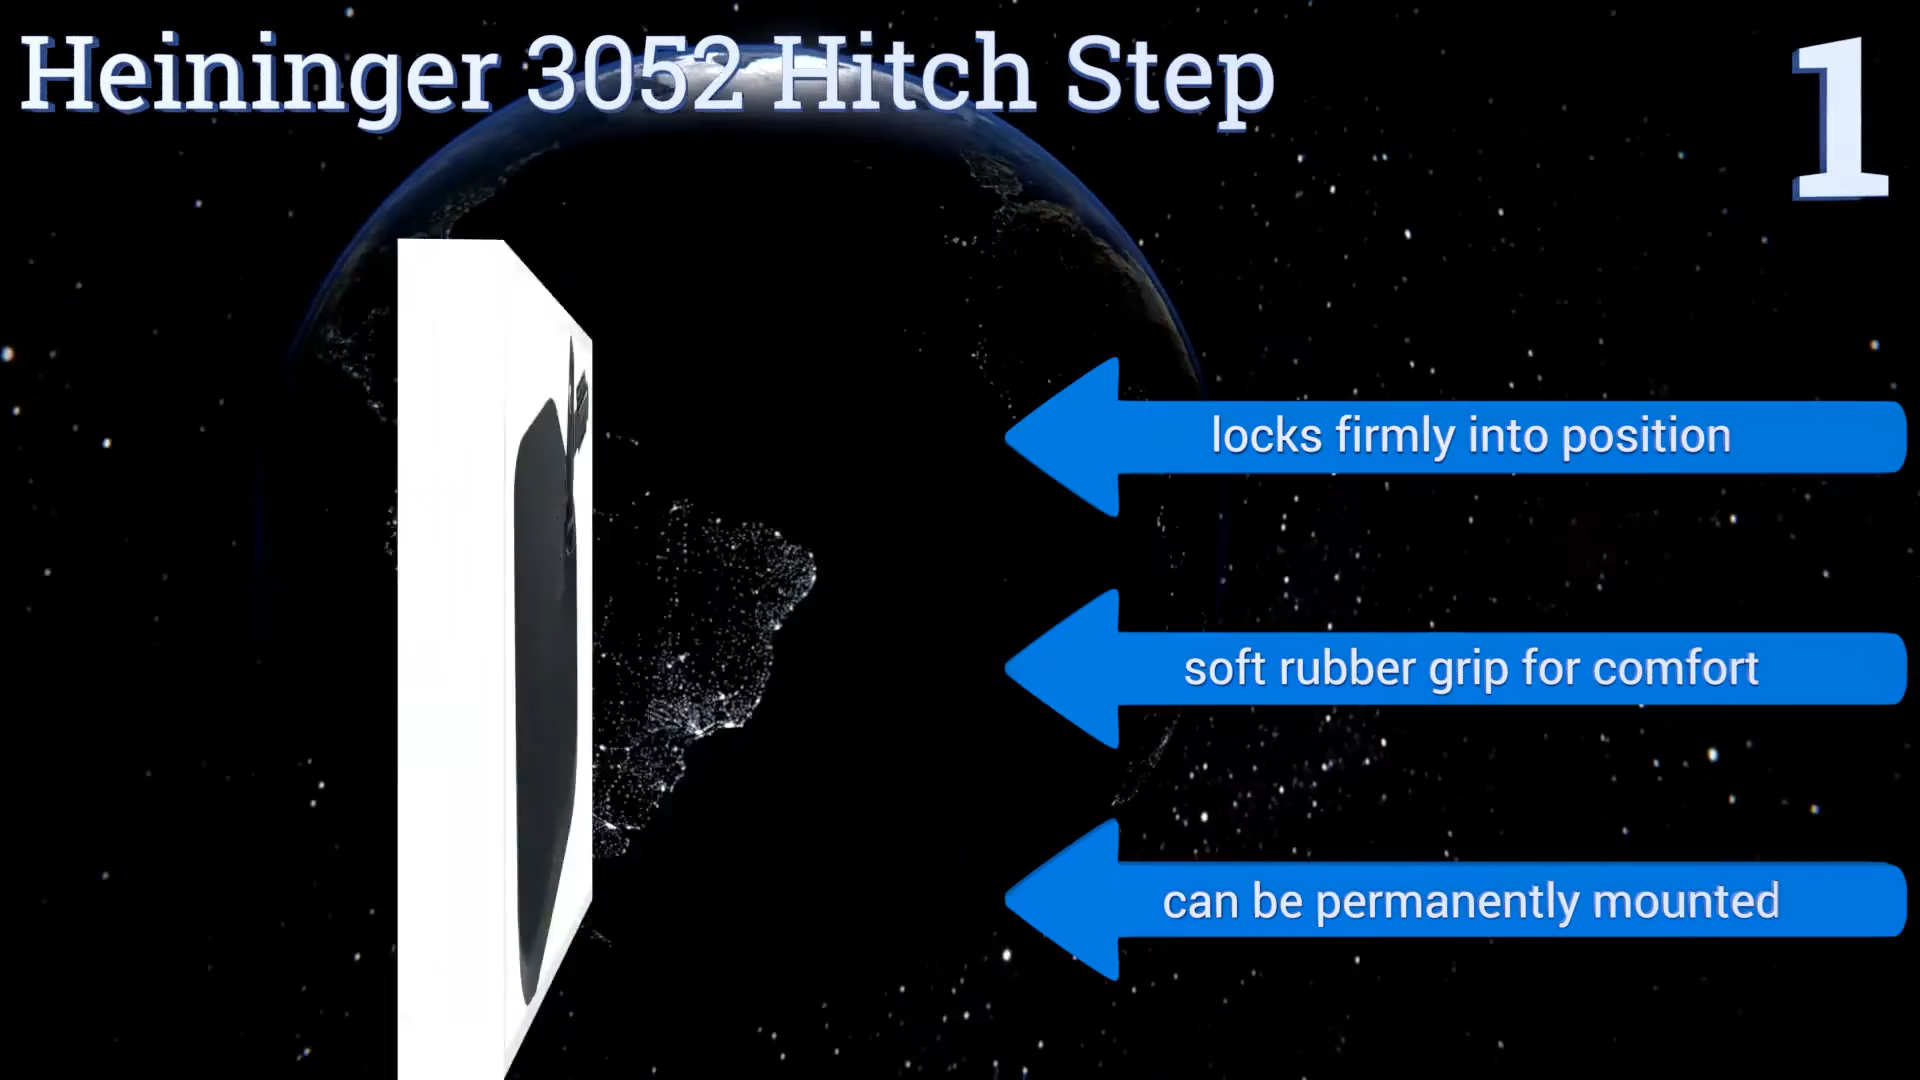 Heininger 3052 Hitch Step
1
locks firmly into position
soft rubber grip for comfort
can be permanently mounted